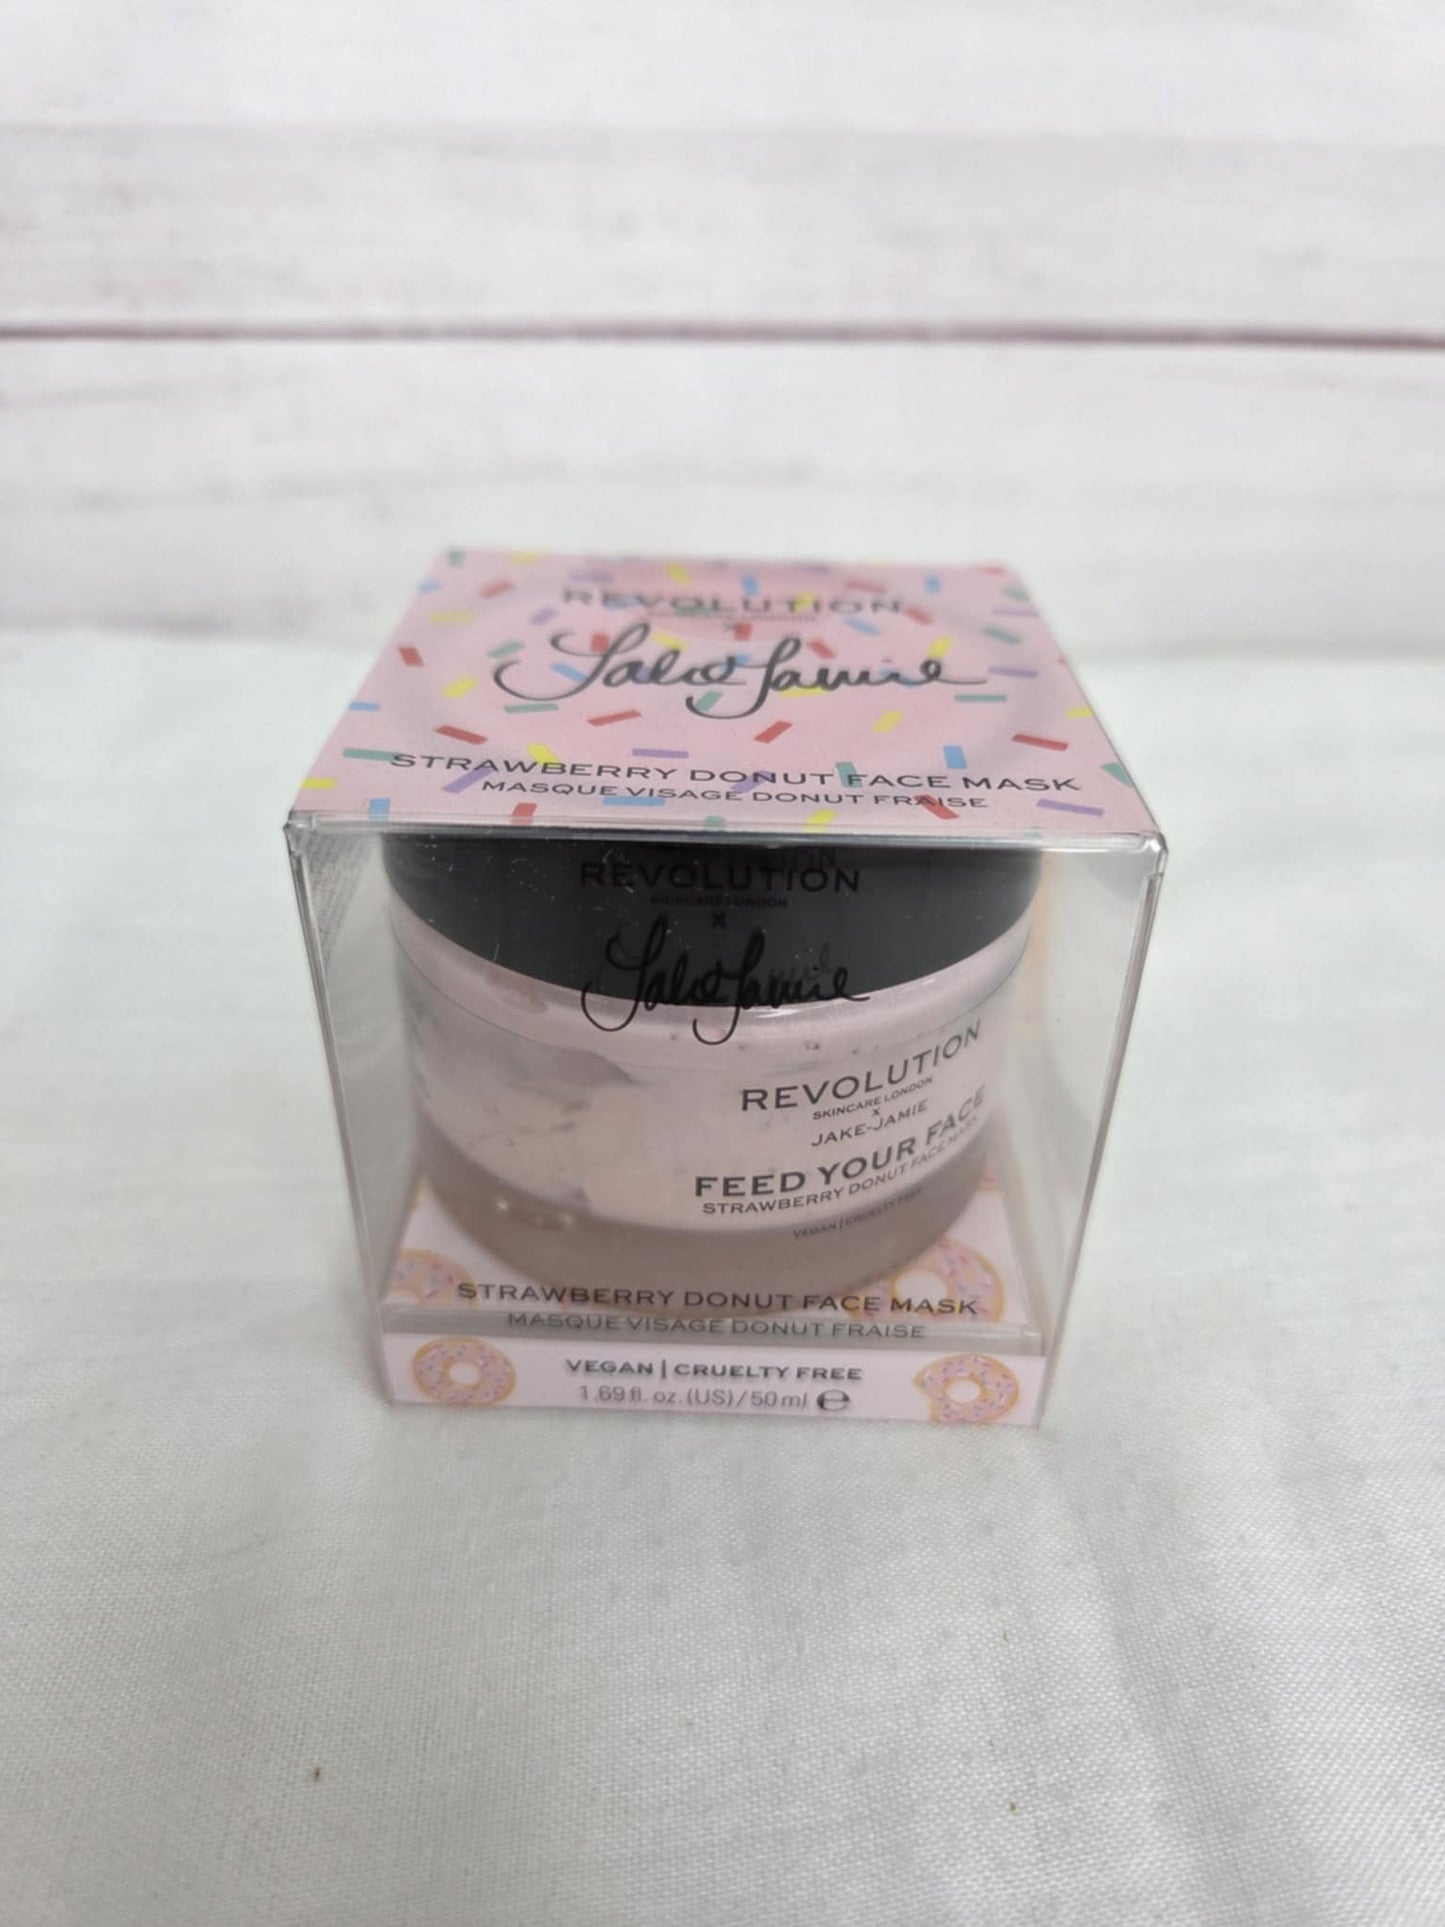 REVOLUTION
x
Jake-Jamie
STRAWBERRY DONUT FACE MASK
MASQUE VISAGE DONUT FRAISE
REVOLUTION
SKINCARE LONDON
x
Jake-Jamie
REVOLUTION
SKINCARE LONDON
x
JAKE-JAMIE
FEED YOUR FACE
STRAWBERRY DONUT FACE MASK
VEGAN | CRUELTY FREE
STRAWBERRY DONUT FACE MASK
MASQUE VISAGE DONUT FRAISE
VEGAN | CRUELTY FREE
1.69 fl. oz. (US) / 50 ml ℮